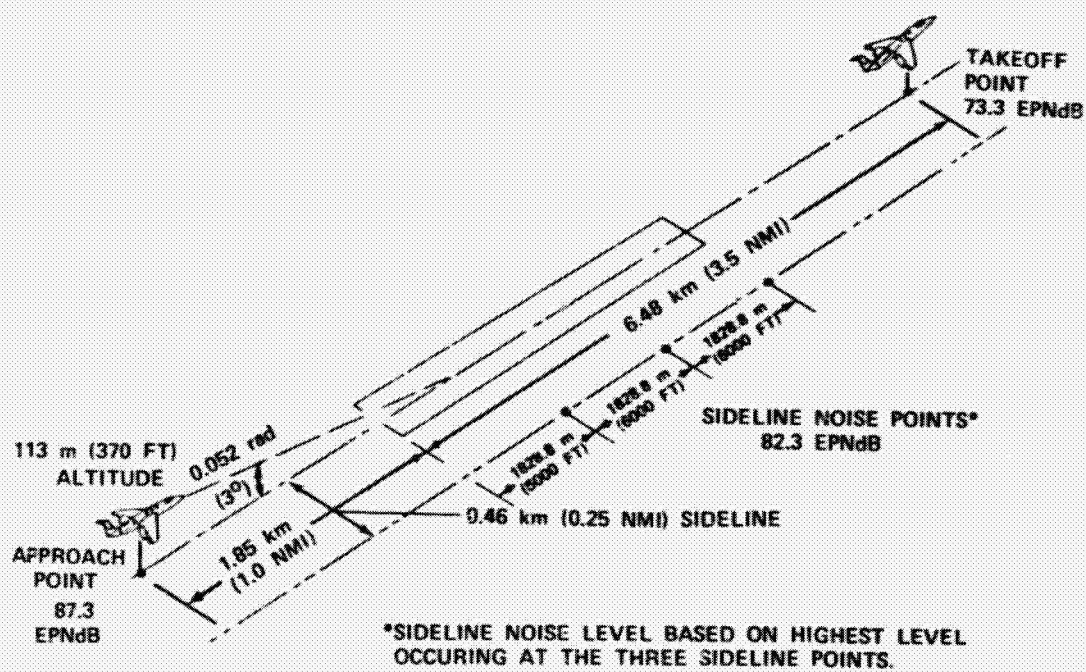 TAKEOFF
POINT
73.3 EPNdB
6.48 km (3.5 NMI)
1828.8 m
(6000 FT)
1828.8 m
(6000 FT)
1828.8 m
(6000 FT)
SIDELINE NOISE POINTS*
82.3 EPNdB
113 m (370 FT)
ALTITUDE
0.052 rad
(3°)
0.46 km (0.25 NMI) SIDELINE
1.85 km
(1.0 NMI)
APPROACH
POINT
87.3
EPNdB
*SIDELINE NOISE LEVEL BASED ON HIGHEST LEVEL
OCCURING AT THE THREE SIDELINE POINTS.